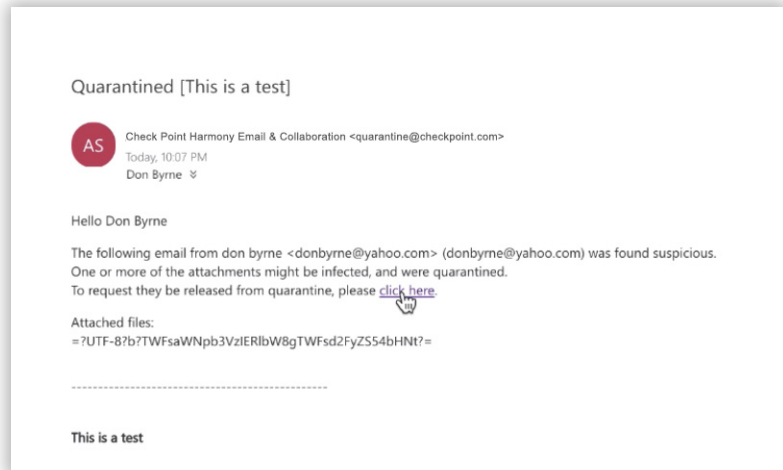 Quarantined [This is a test]
AS
Check Point Harmony Email & Collaboration <quarantine@checkpoint.com>
Today, 10:07 PM
Don Byrne
Hello Don Byrne
The following email from don byrne <donbyrne@yahoo.com> (donbyrne@yahoo.com) was found suspicious.
One or more of the attachments might be infected, and were quarantined.
To request they be released from quarantine, please click here.
Attached files:
=?UTF-8?b?TWFsaWNpb3VzIERlbW8gTWFsd2FyZS54bHNt?=
------------------------------------------------
This is a test